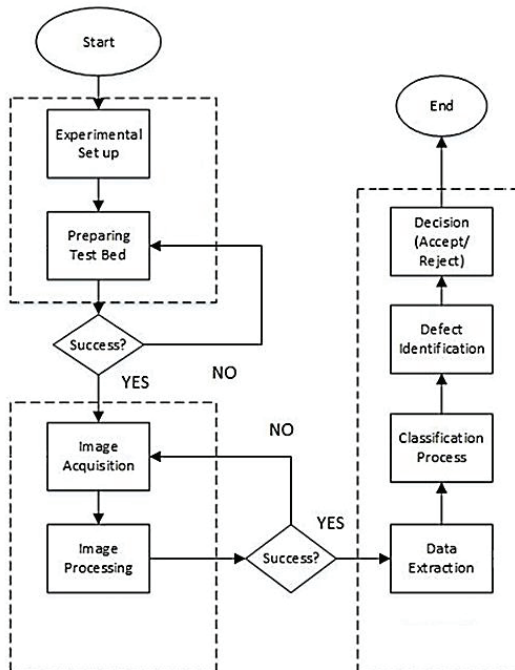 Start
Experimental
Set up
Preparing
Test Bed
Success?
YES
NO
Image
Acquisition
Image
Processing
NO
Success?
YES
Data
Extraction
Classification
Process
Defect
Identification
Decision
(Accept/
Reject)
End